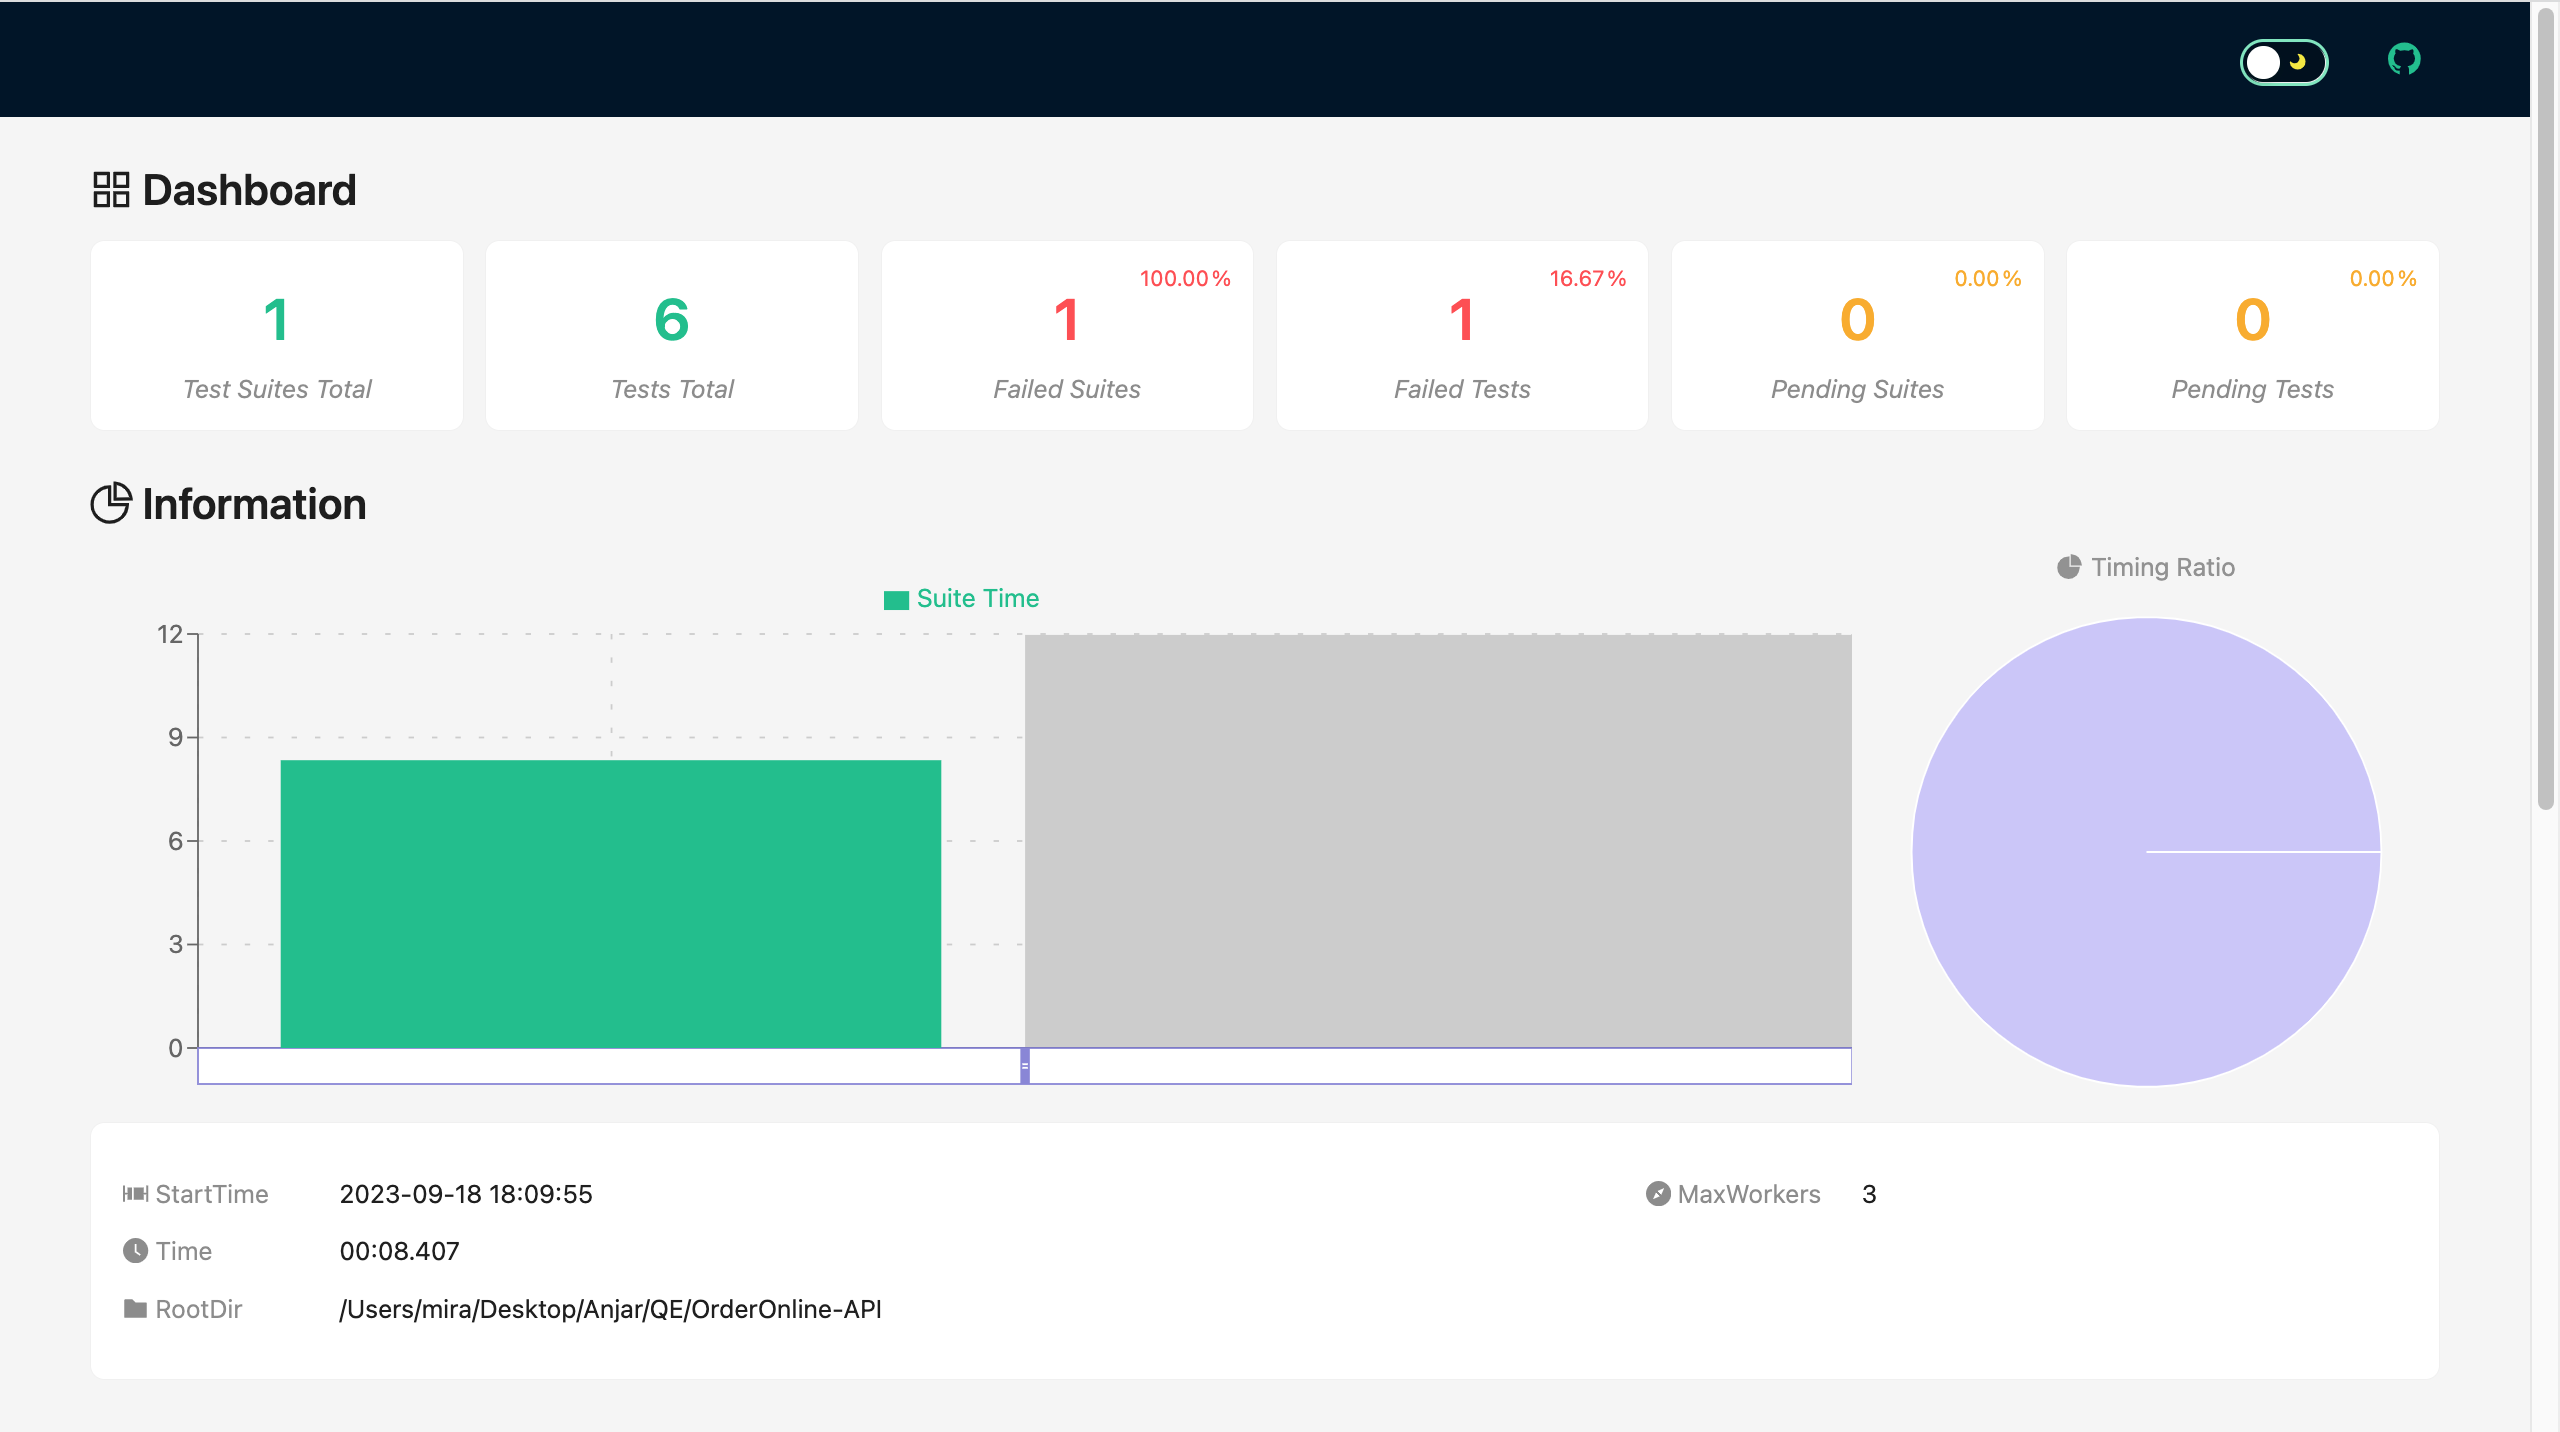 Dashboard
1
Test Suites Total
6
Tests Total
100.00%
1
Failed Suites
16.67%
1
Failed Tests
0.00%
0
Pending Suites
0.00%
0
Pending Tests
Information
Suite Time
12
9
6
3
0
Timing Ratio
StartTime 2023-09-18 18:09:55
MaxWorkers 3
Time 00:08.407
RootDir /Users/mira/Desktop/Anjar/QE/OrderOnline-API